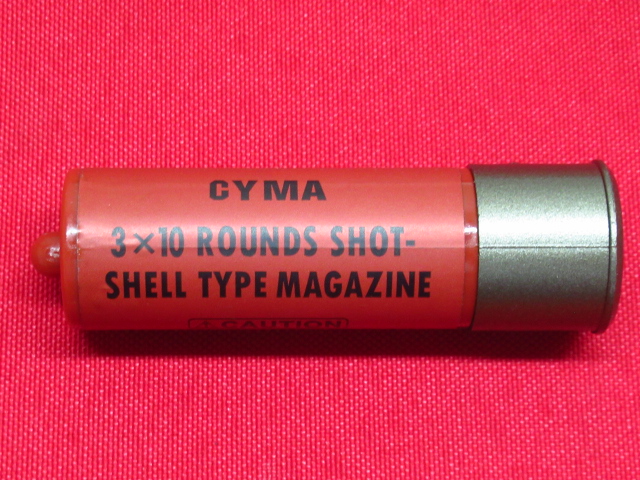 CYMA
3×10 ROUNDS SHOT-
SHELL TYPE MAGAZINE
CAUTION